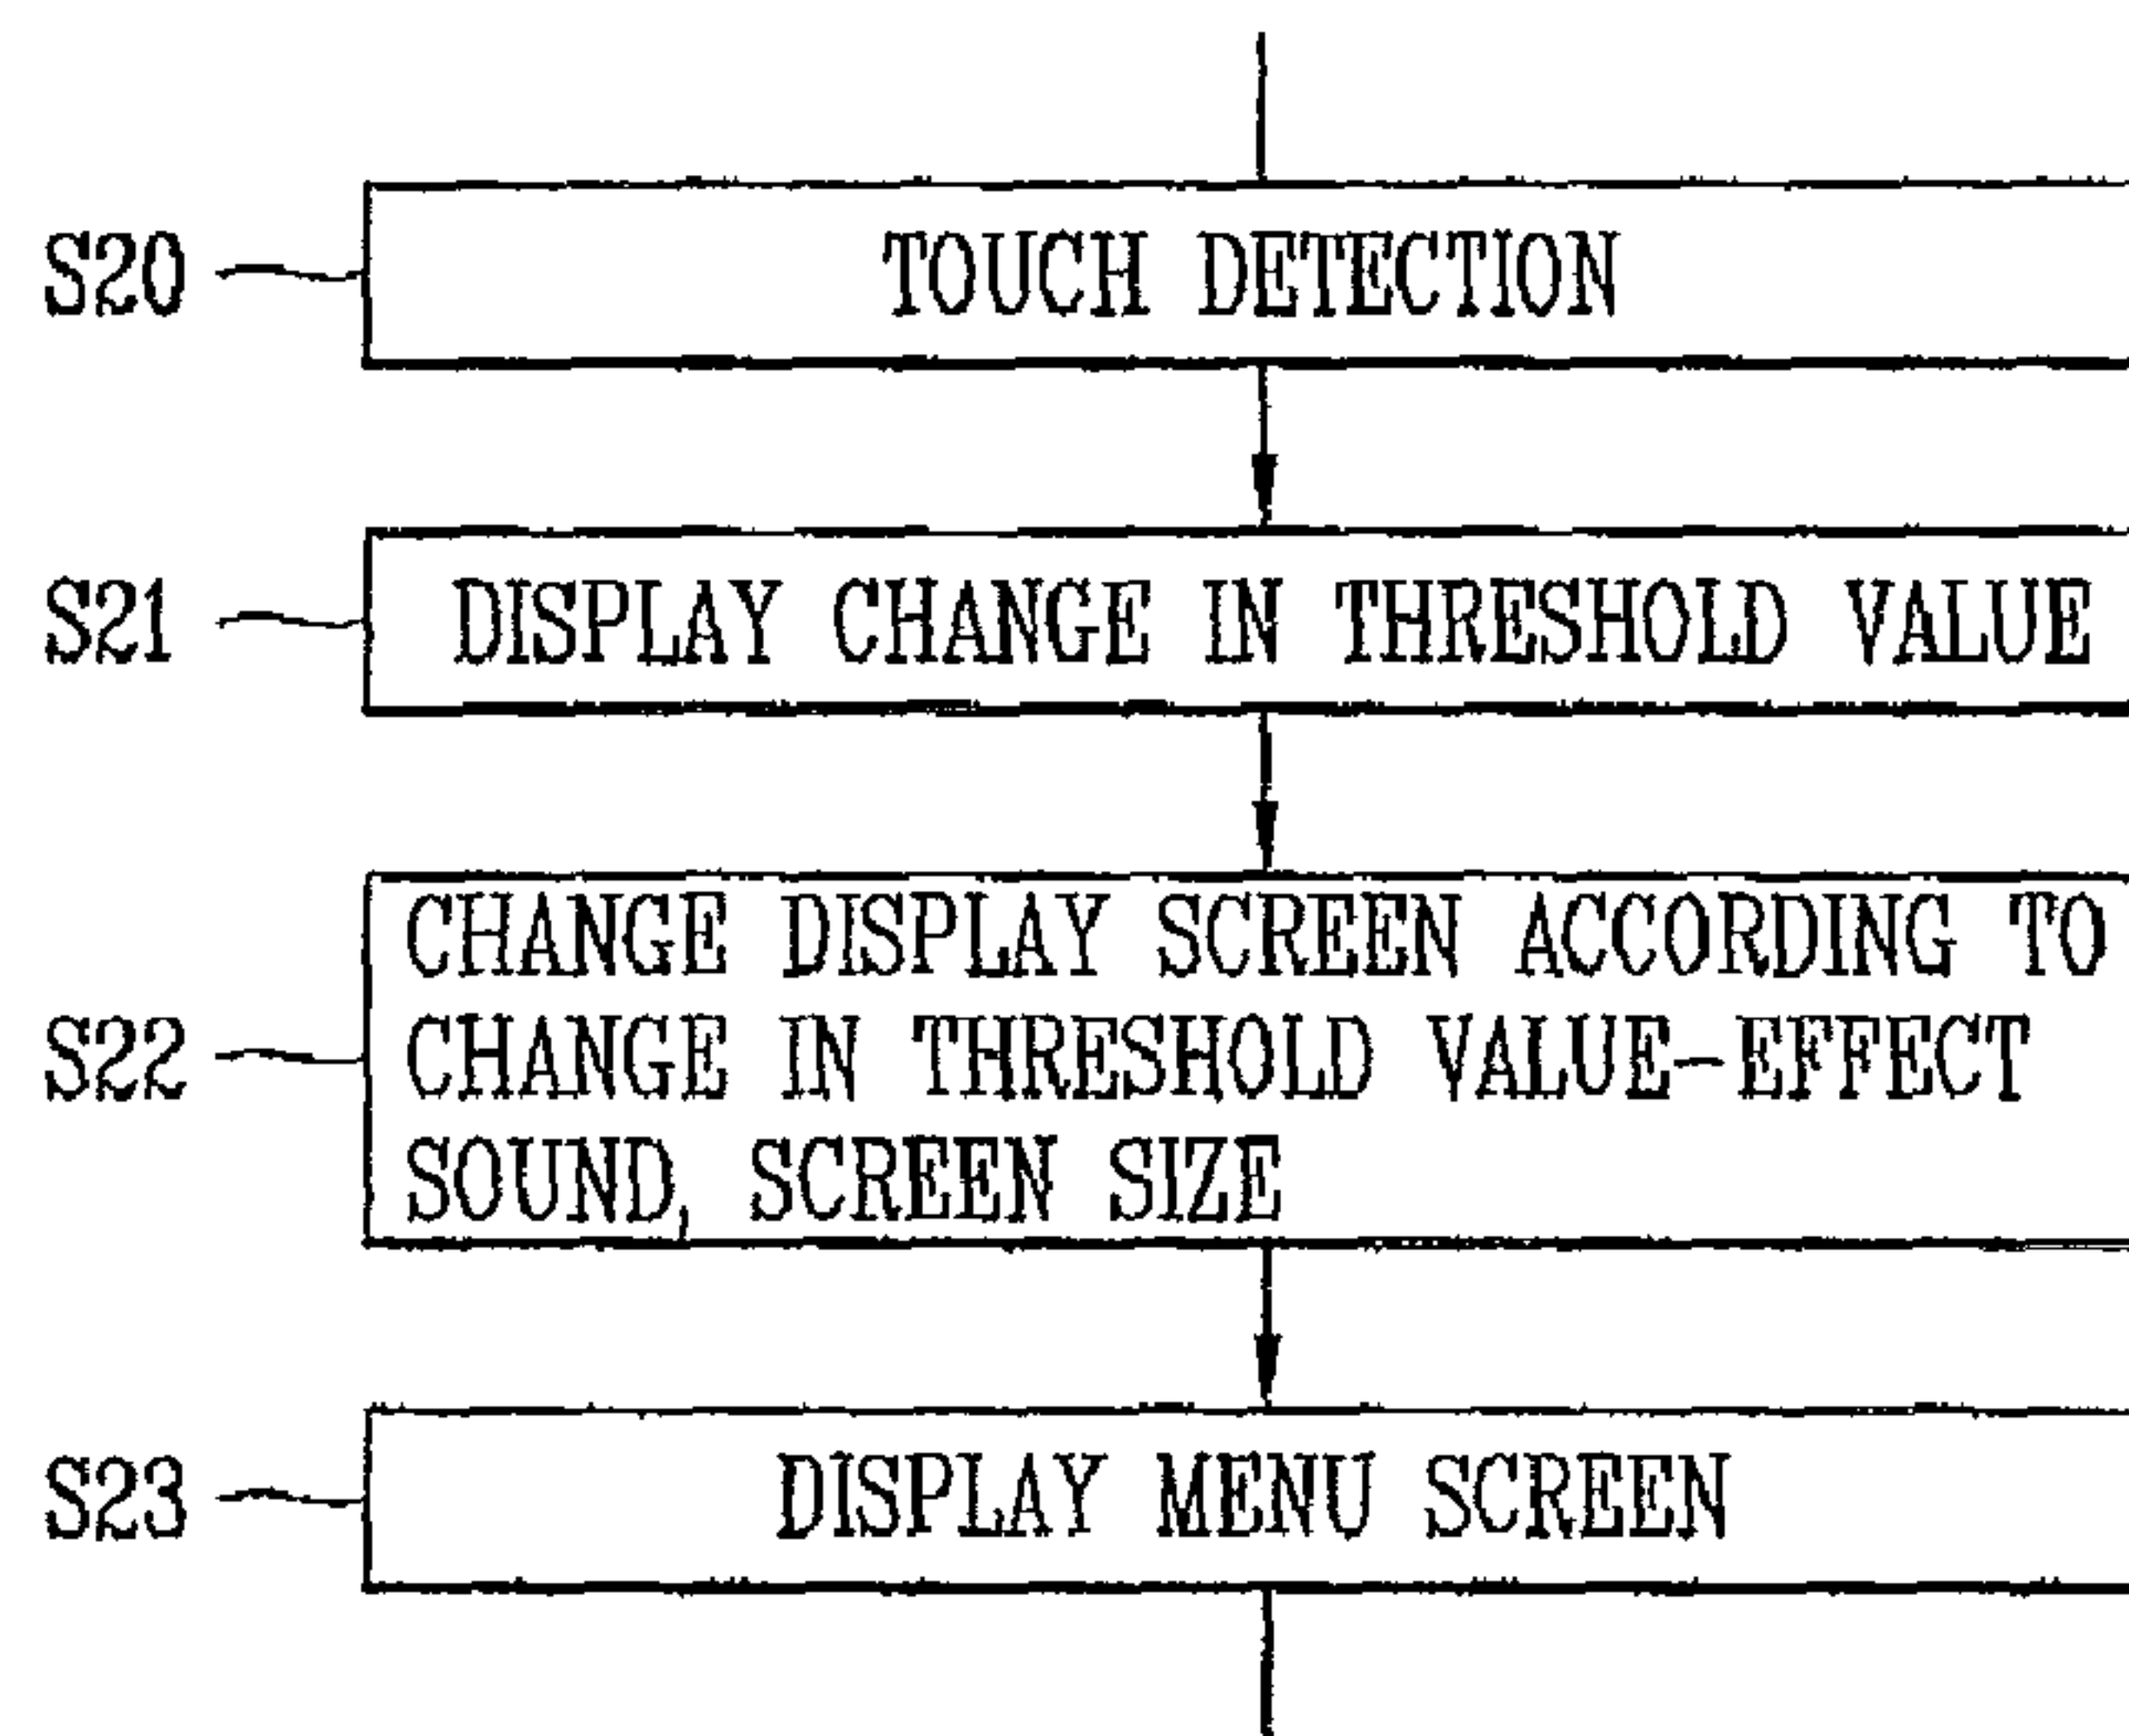 S20 TOUCH DETECTION
S21 DISPLAY CHANGE IN THRESHOLD VALUE
CHANGE DISPLAY SCREEN ACCORDING TO
S22 CHANGE IN THRESHOLD VALUE-EFFECT
SOUND, SCREEN SIZE
S23 DISPLAY MENU SCREEN